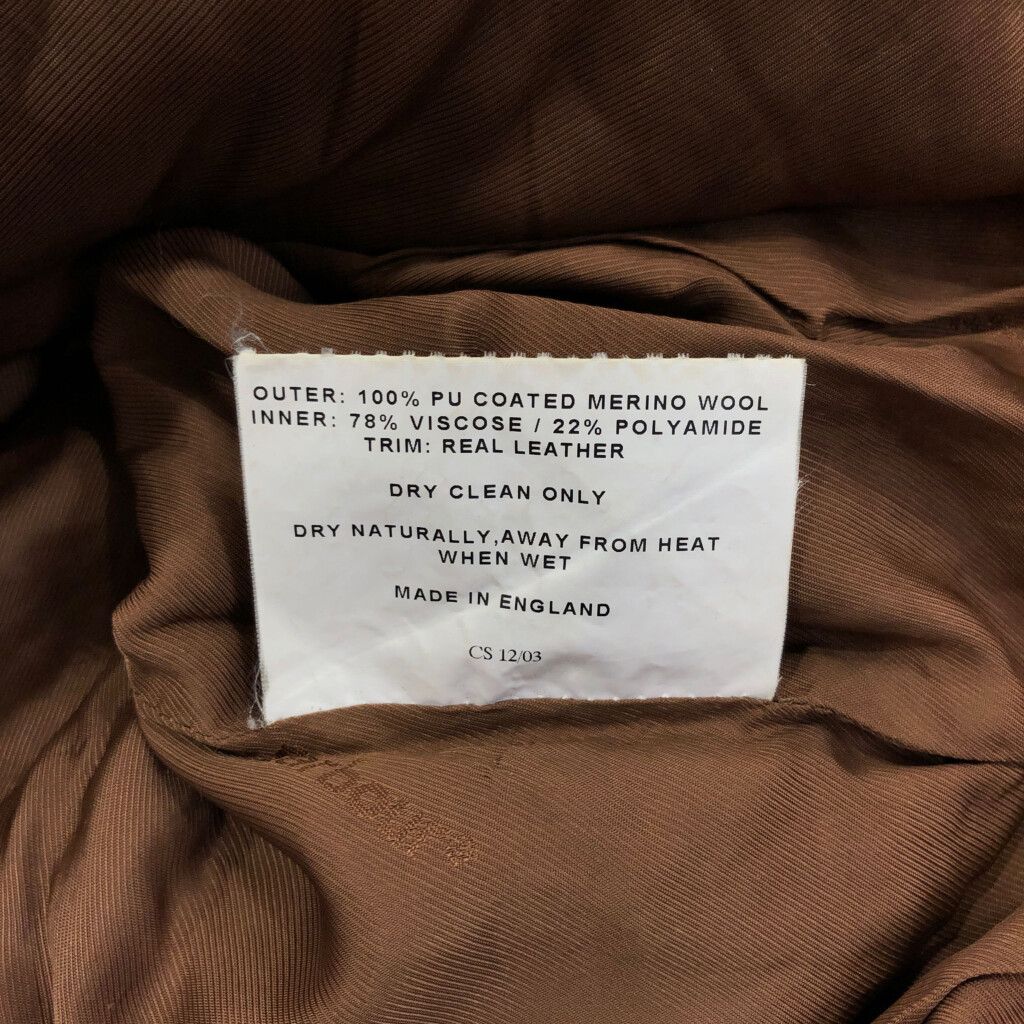 OUTER: 100% PU COATED MERINO WOOL
INNER: 78% VISCOSE / 22% POLYAMIDE
TRIM: REAL LEATHER
DRY CLEAN ONLY
DRY NATURALLY,AWAY FROM HEAT
WHEN WET
MADE IN ENGLAND
CS 12/03